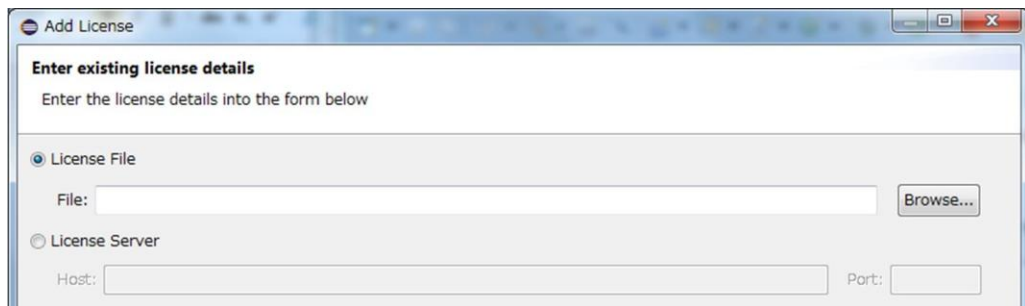 Add License
Enter existing license details
Enter the license details into the form below
License File
File: Browse...
License Server
Host: Port: